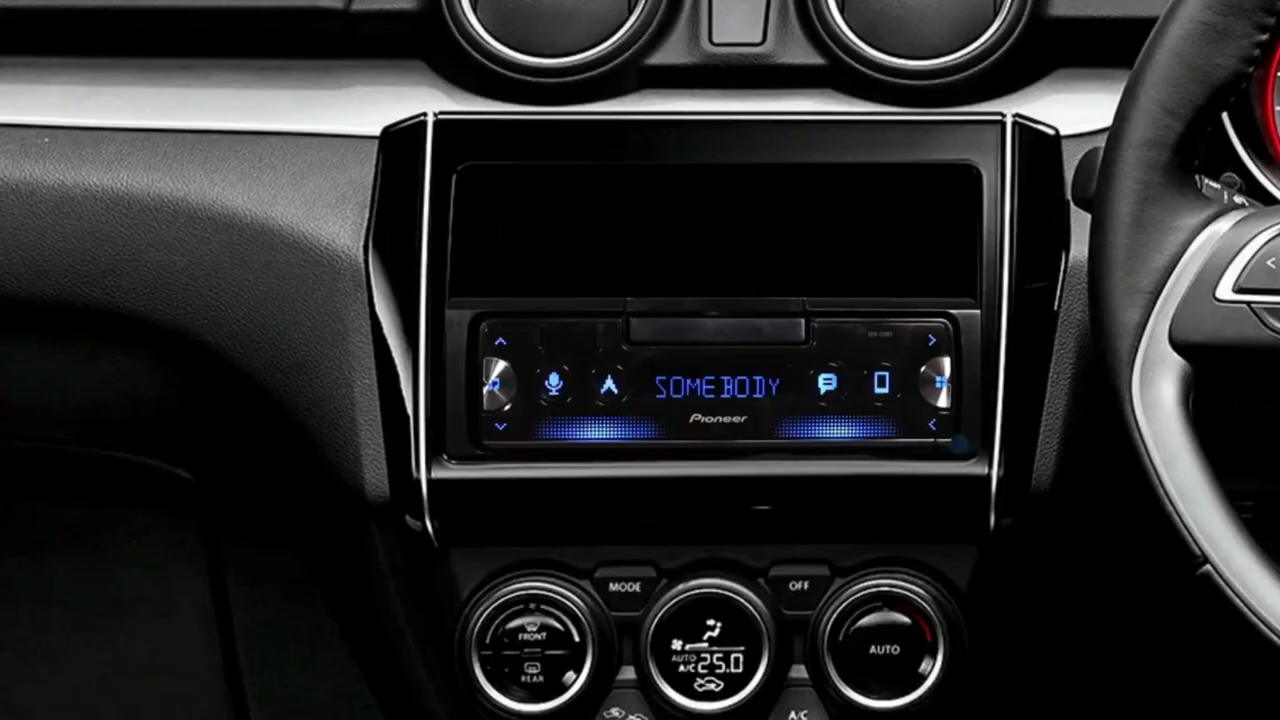 SOMEBODY
Pioneer
MODE
OFF
FRONT
REAR
AUTO
A/C 25.0
AUTO
A/C